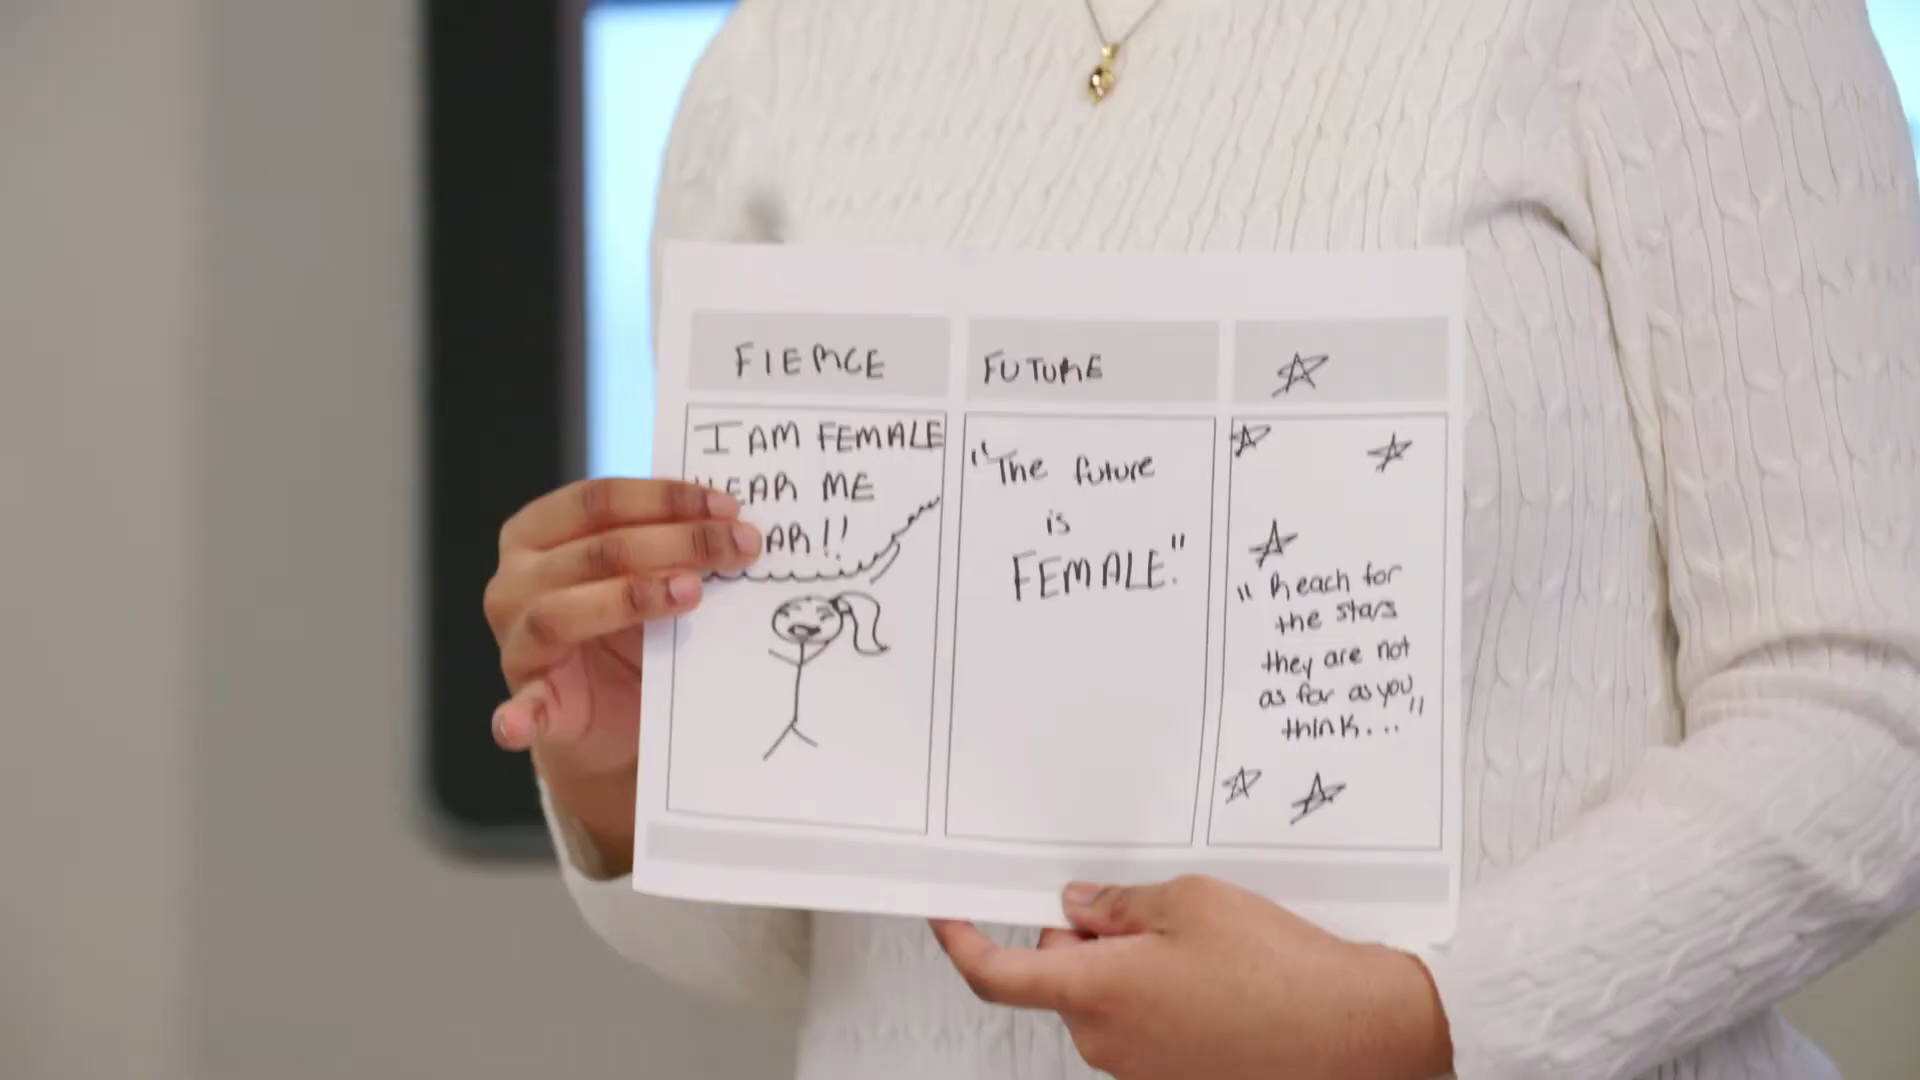 FIERCE
I AM FEMALE
HEAR ME
FUTURE
"The future
is
FEMALE."
"Reach for
the stars
they are not
as far as you
think..."